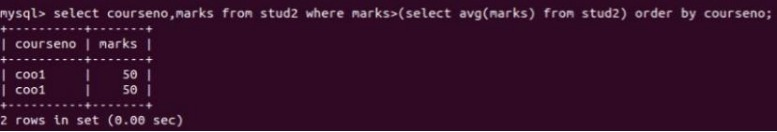 mysql> select courseno,marks from stud2 where marks>(select avg(marks) from stud2) order by courseno;
+----------+-------+
| courseno | marks |
+----------+-------+
| coo1     |    50 |
| coo1     |    50 |
+----------+-------+
2 rows in set (0.00 sec)